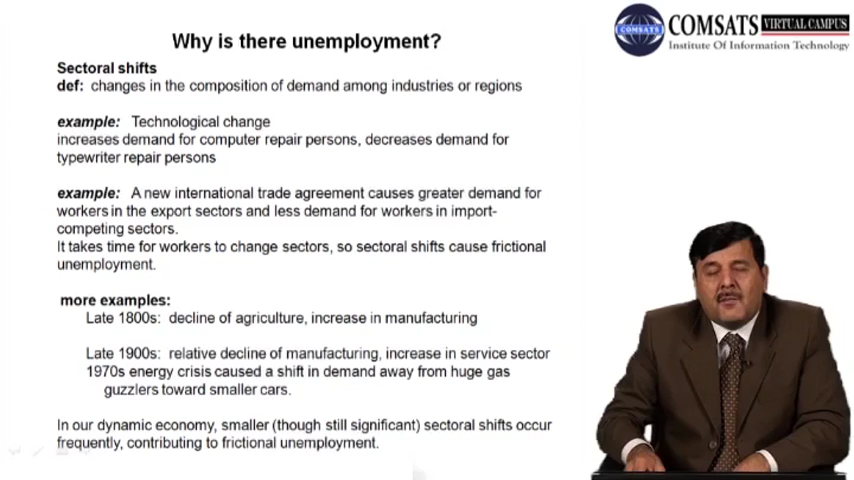 Why is there unemployment?
COMSATS
COMSATS VIRTUAL CAMPUS
Institute Of Information Technology
Sectoral shifts
def: changes in the composition of demand among industries or regions
example: Technological change
increases demand for computer repair persons, decreases demand for
typewriter repair persons
example: A new international trade agreement causes greater demand for
workers in the export sectors and less demand for workers in import-
competing sectors.
It takes time for workers to change sectors, so sectoral shifts cause frictional
unemployment.
more examples:
Late 1800s: decline of agriculture, increase in manufacturing
Late 1900s: relative decline of manufacturing, increase in service sector
1970s energy crisis caused a shift in demand away from huge gas
guzzlers toward smaller cars.
In our dynamic economy, smaller (though still significant) sectoral shifts occur
frequently, contributing to frictional unemployment.